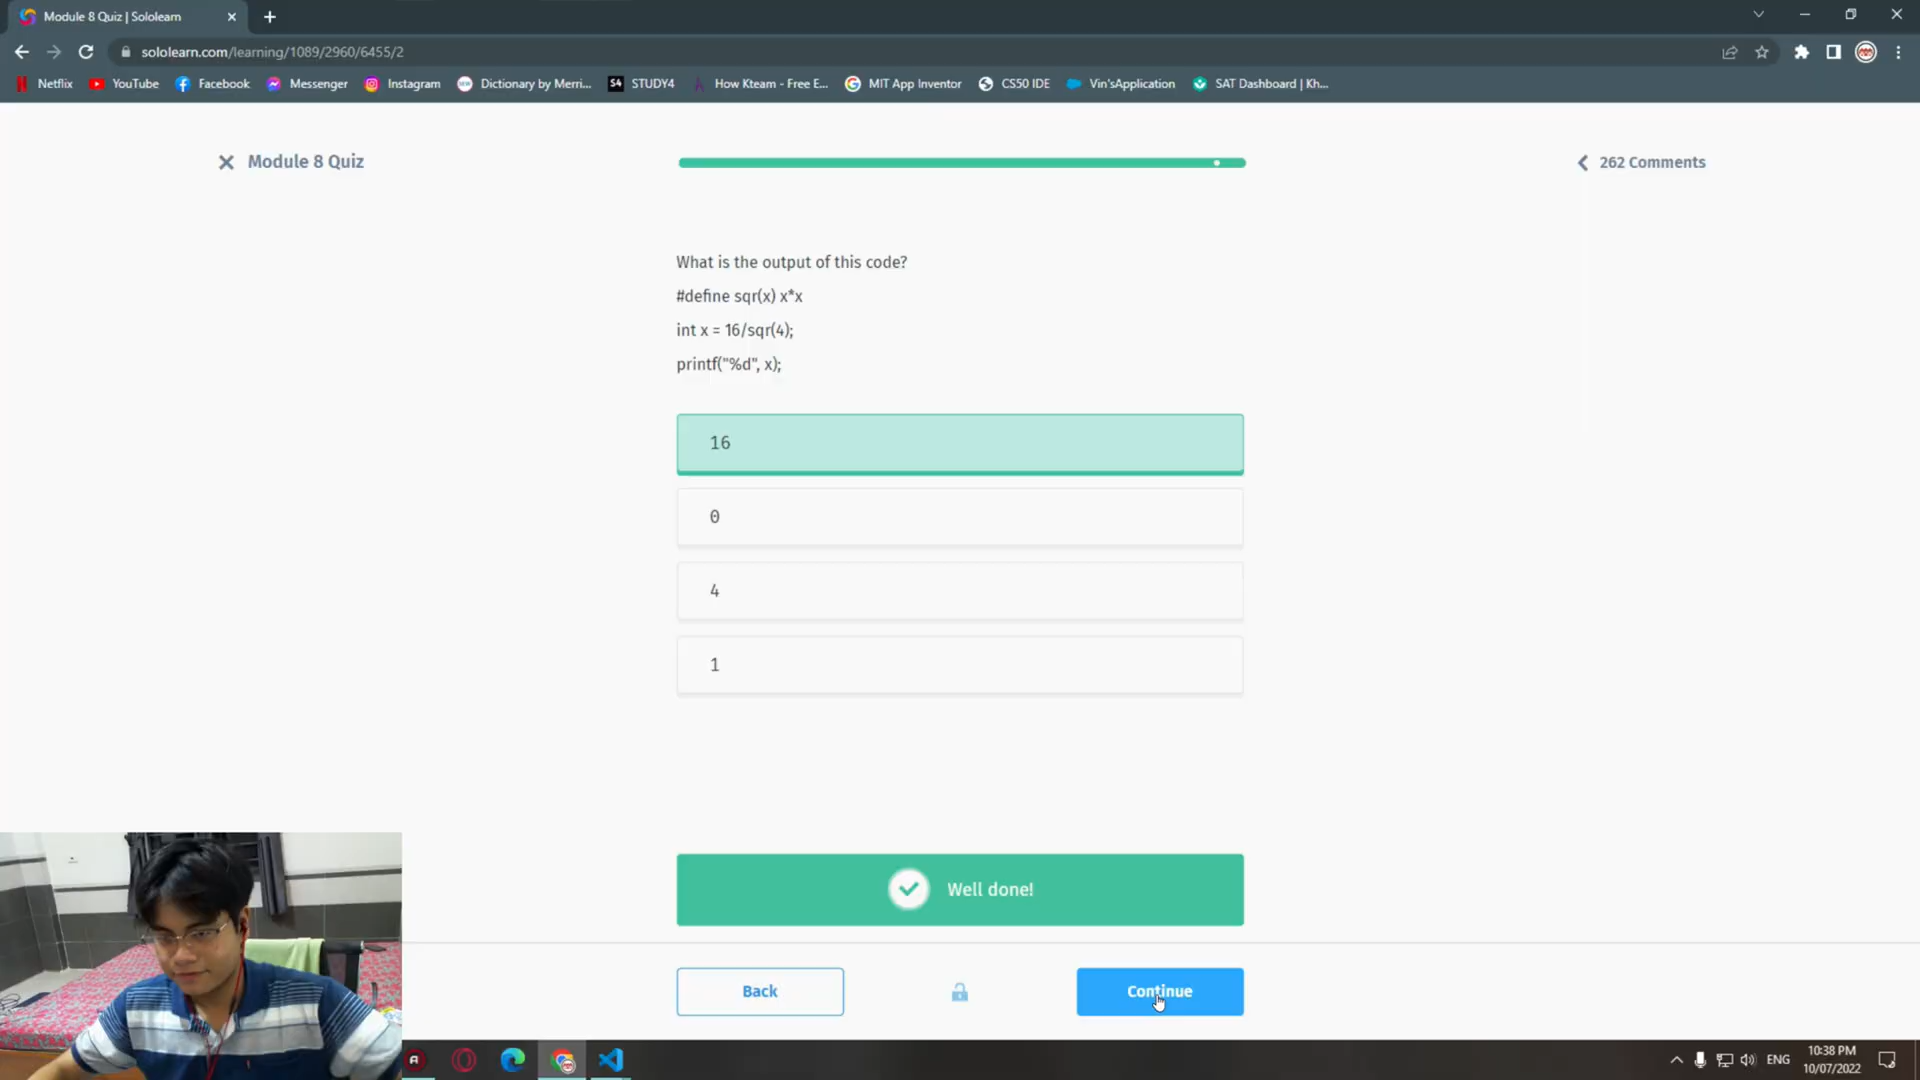 Module 8 Quiz | Sololearn
sololearn.com/learning/1089/2960/6455/2
Netflix YouTube Facebook Messenger Instagram Dictionary by Merri... S4 STUDY4 How Kteam - Free E... MIT App Inventor CS50 IDE Vin'sApplication SAT Dashboard | Kh...
Module 8 Quiz
262 Comments
What is the output of this code?
#define sqr(x) x*x
int x = 16/sqr(4);
printf("%d", x);
16
0
4
1
Well done!
Back
Continue
ENG
10:38 PM
10/07/2022